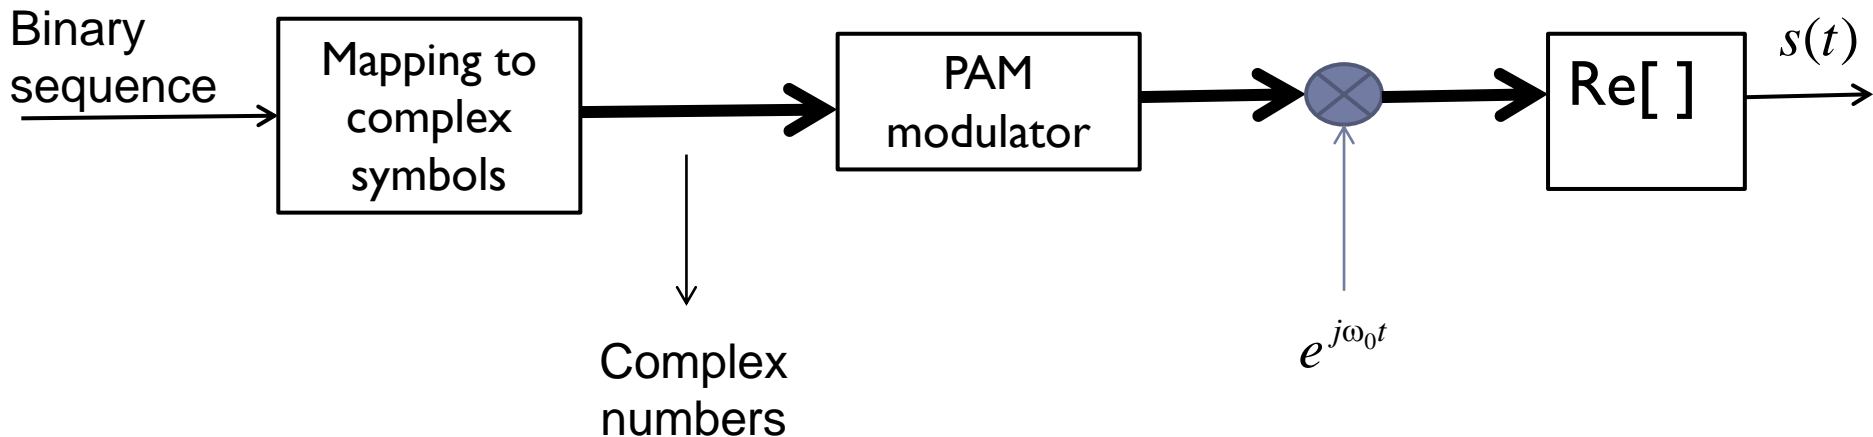 Binary
sequence
Mapping to
complex
symbols
PAM
modulator
Re[ ]
s(t)
Complex
numbers
e^{jω₀t}